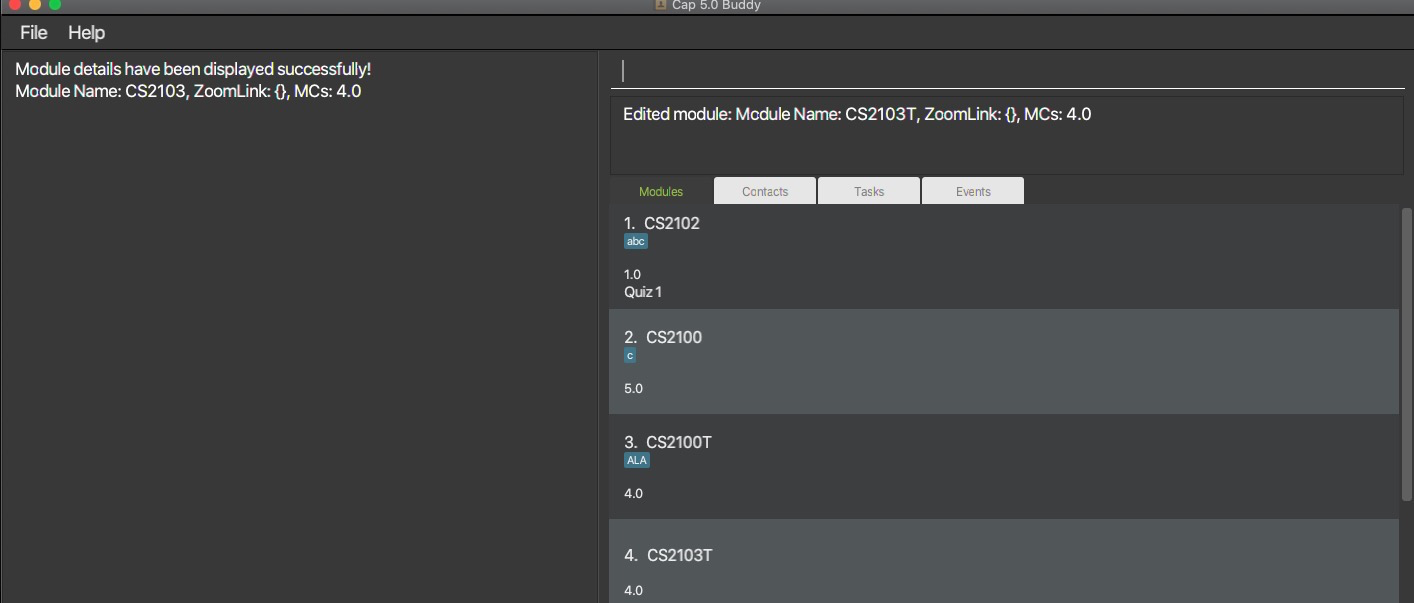 Cap 5.0 Buddy
File Help
Module details have been displayed successfully!
Module Name: CS2103, ZoomLink: {}, MCs: 4.0
Edited module: Module Name: CS2103T, ZoomLink: {}, MCs: 4.0
Modules Contacts Tasks Events
1. CS2102
abc
1.0
Quiz 1
2. CS2100
c
5.0
3. CS2100T
ALA
4.0
4. CS2103T
4.0